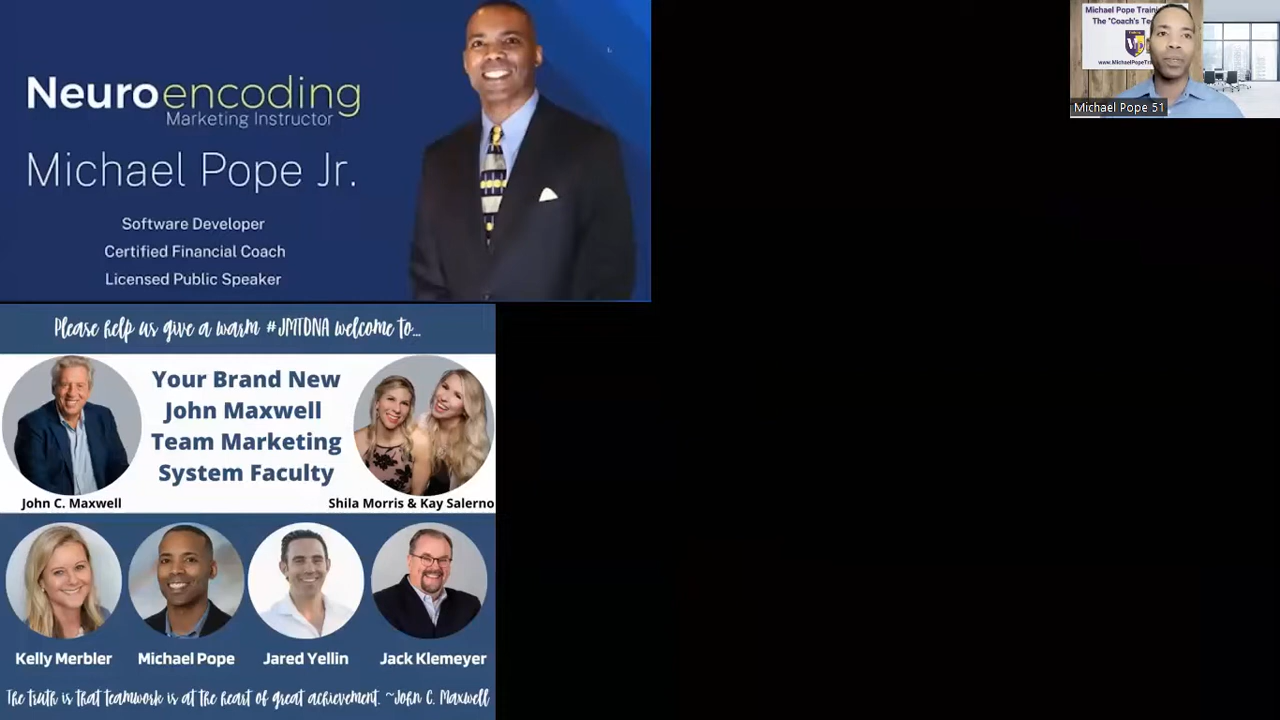 Neuroencoding
Marketing Instructor
Michael Pope Jr.
Software Developer
Certified Financial Coach
Licensed Public Speaker
Please help us give a warm #JMTDNA welcome to...
Your Brand New
John Maxwell
Team Marketing
System Faculty
John C. Maxwell
Shila Morris & Kay Salerno
Kelly Merbler
Michael Pope
Jared Yellin
Jack Klemeyer
The truth is that teamwork is at the heart of great achievement. ~John C. Maxwell
Michael Pope
The "Coach's
Michael Pope 51